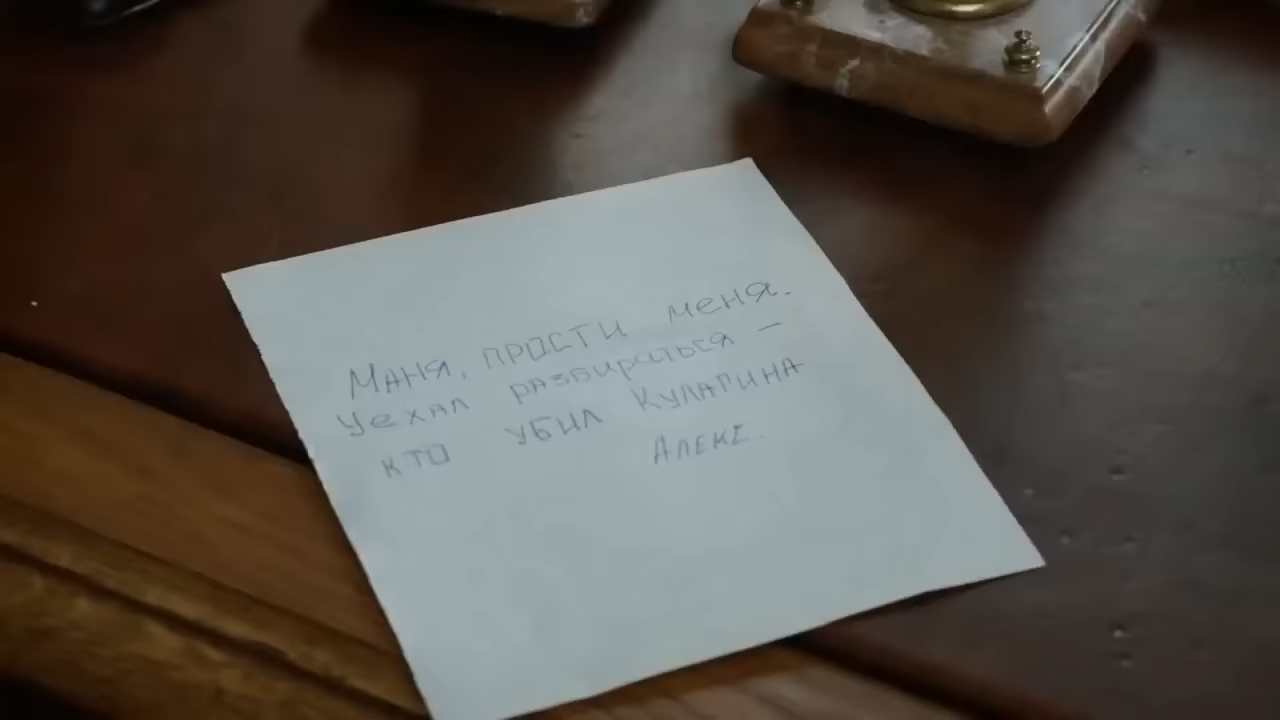 Маня, прости меня.
Уехал разбираться –
кто убил Кулагина
Алекс.